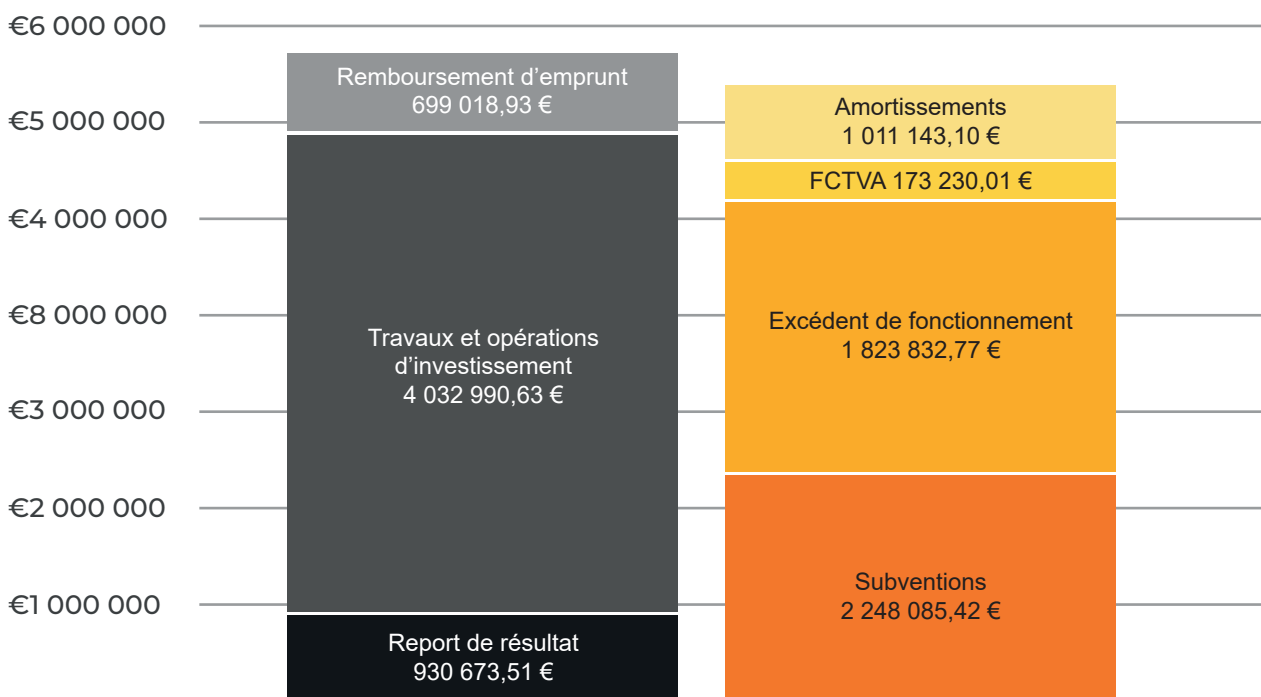 €6 000 000
€5 000 000
€4 000 000
€8 000 000
€3 000 000
€2 000 000
€1 000 000
Remboursement d’emprunt
699 018,93 €
Travaux et opérations
d’investissement
4 032 990,63 €
Report de résultat
930 673,51 €
Amortissements
1 011 143,10 €
FCTVA 173 230,01 €
Excédent de fonctionnement
1 823 832,77 €
Subventions
2 248 085,42 €